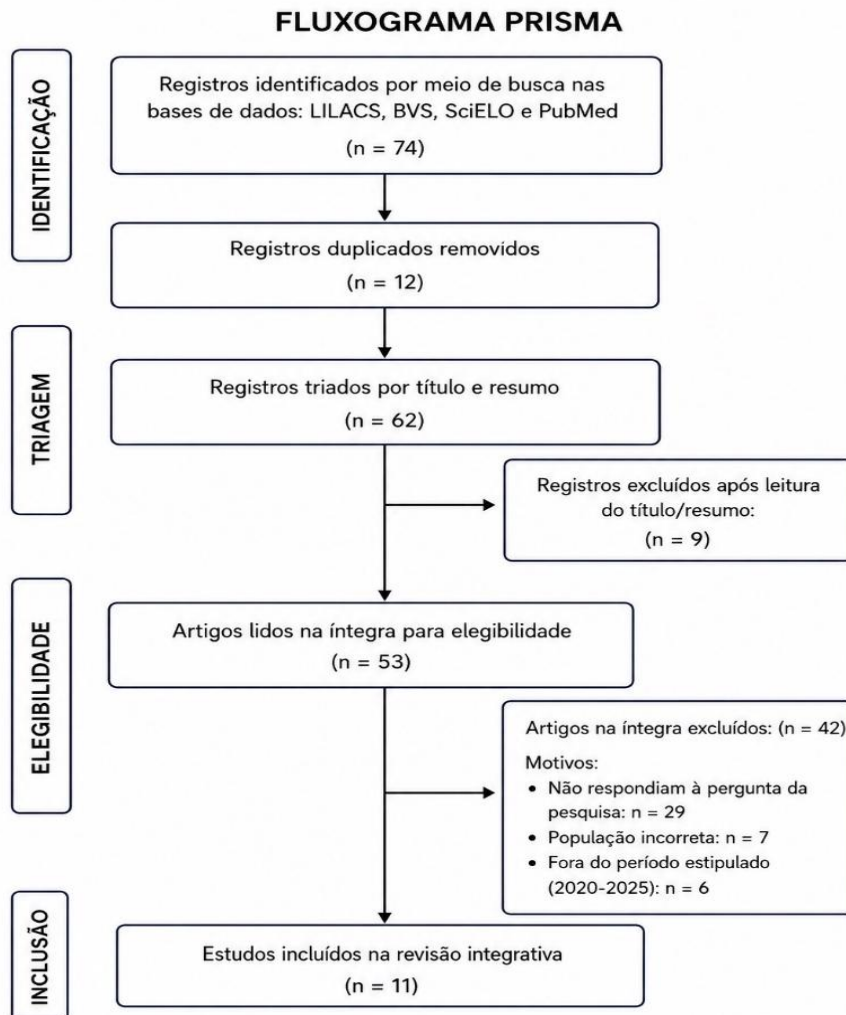 FLUXOGRAMA PRISMA
IDENTIFICAÇÃO
Registros identificados por meio de busca nas
bases de dados: LILACS, BVS, SciELO e PubMed
(n = 74)
Registros duplicados removidos
(n = 12)
TRIAGEM
Registros triados por título e resumo
(n = 62)
Registros excluídos após leitura
do título/resumo:
(n = 9)
ELEGIBILIDADE
Artigos lidos na íntegra para elegibilidade
(n = 53)
Artigos na íntegra excluídos: (n = 42)
Motivos:
• Não respondiam à pergunta da
pesquisa: n = 29
• População incorreta: n = 7
• Fora do período estipulado
(2020-2025): n = 6
INCLUSÃO
Estudos incluídos na revisão integrativa
(n = 11)